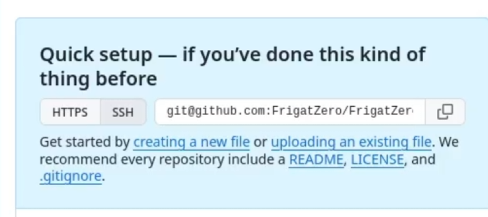 Quick setup — if you've done this kind of
thing before
HTTPS SSH git@github.com:FrigatZero/FrigatZer
Get started by creating a new file or uploading an existing file. We
recommend every repository include a README, LICENSE, and
.gitignore.